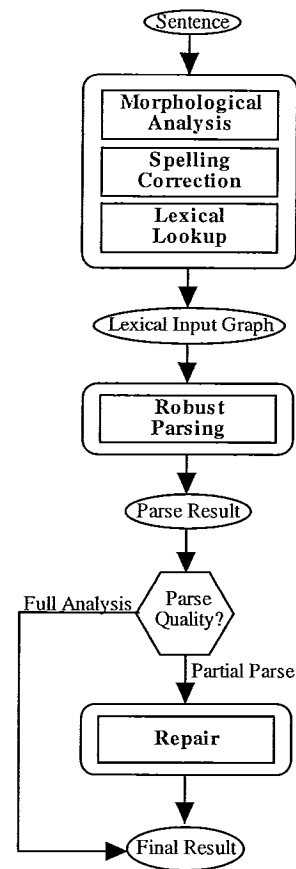 Sentence
Morphological
Analysis
Spelling
Correction
Lexical
Lookup
Lexical Input Graph
Robust
Parsing
Parse Result
Full Analysis
Parse
Quality?
Partial Parse
Repair
Final Result